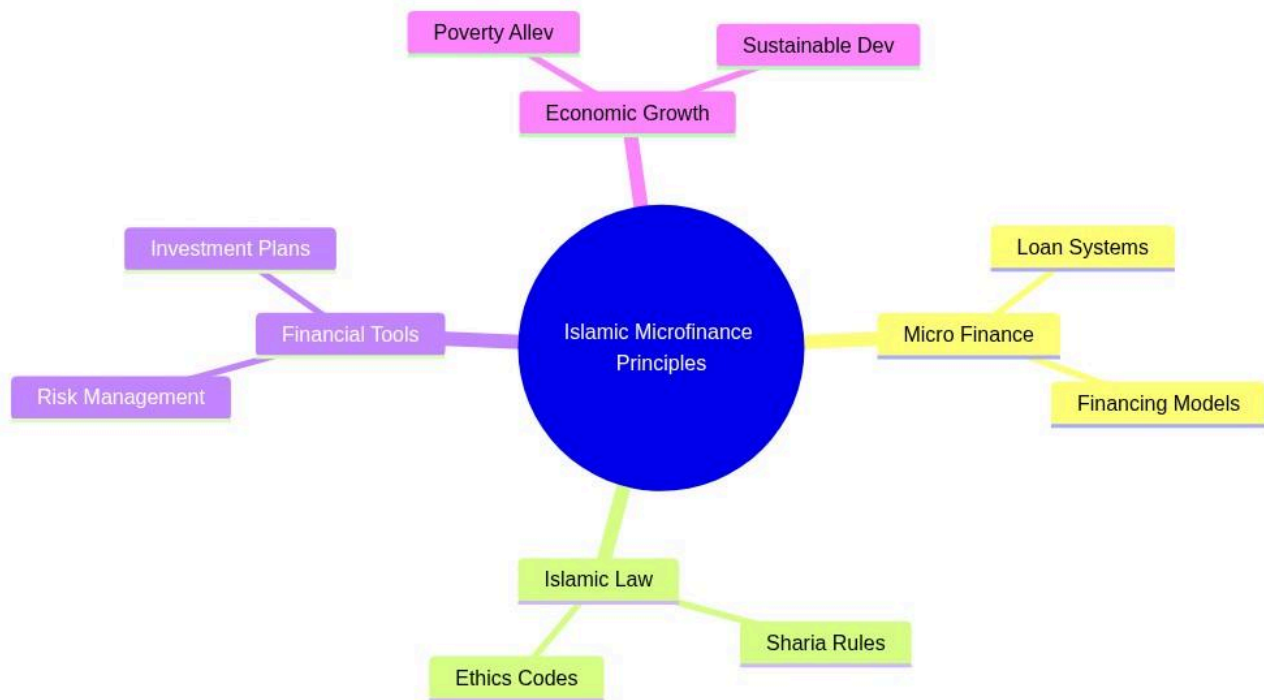 Poverty Allev
Sustainable Dev
Economic Growth
Investment Plans
Loan Systems
Financial Tools
Islamic Microfinance
Principles
Micro Finance
Risk Management
Financing Models
Islamic Law
Sharia Rules
Ethics Codes